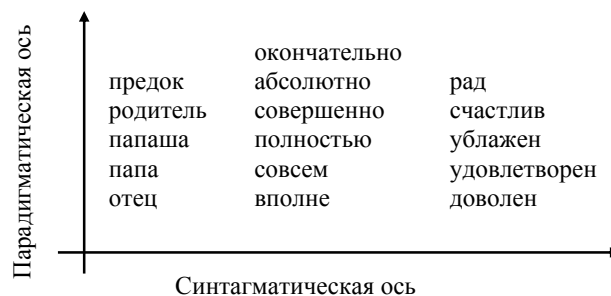 Парадигматическая ось
окончательно
предок абсолютно рад
родитель совершенно счастлив
папаша полностью ублажен
папа совсем удовлетворен
отец вполне доволен
Синтагматическая ось